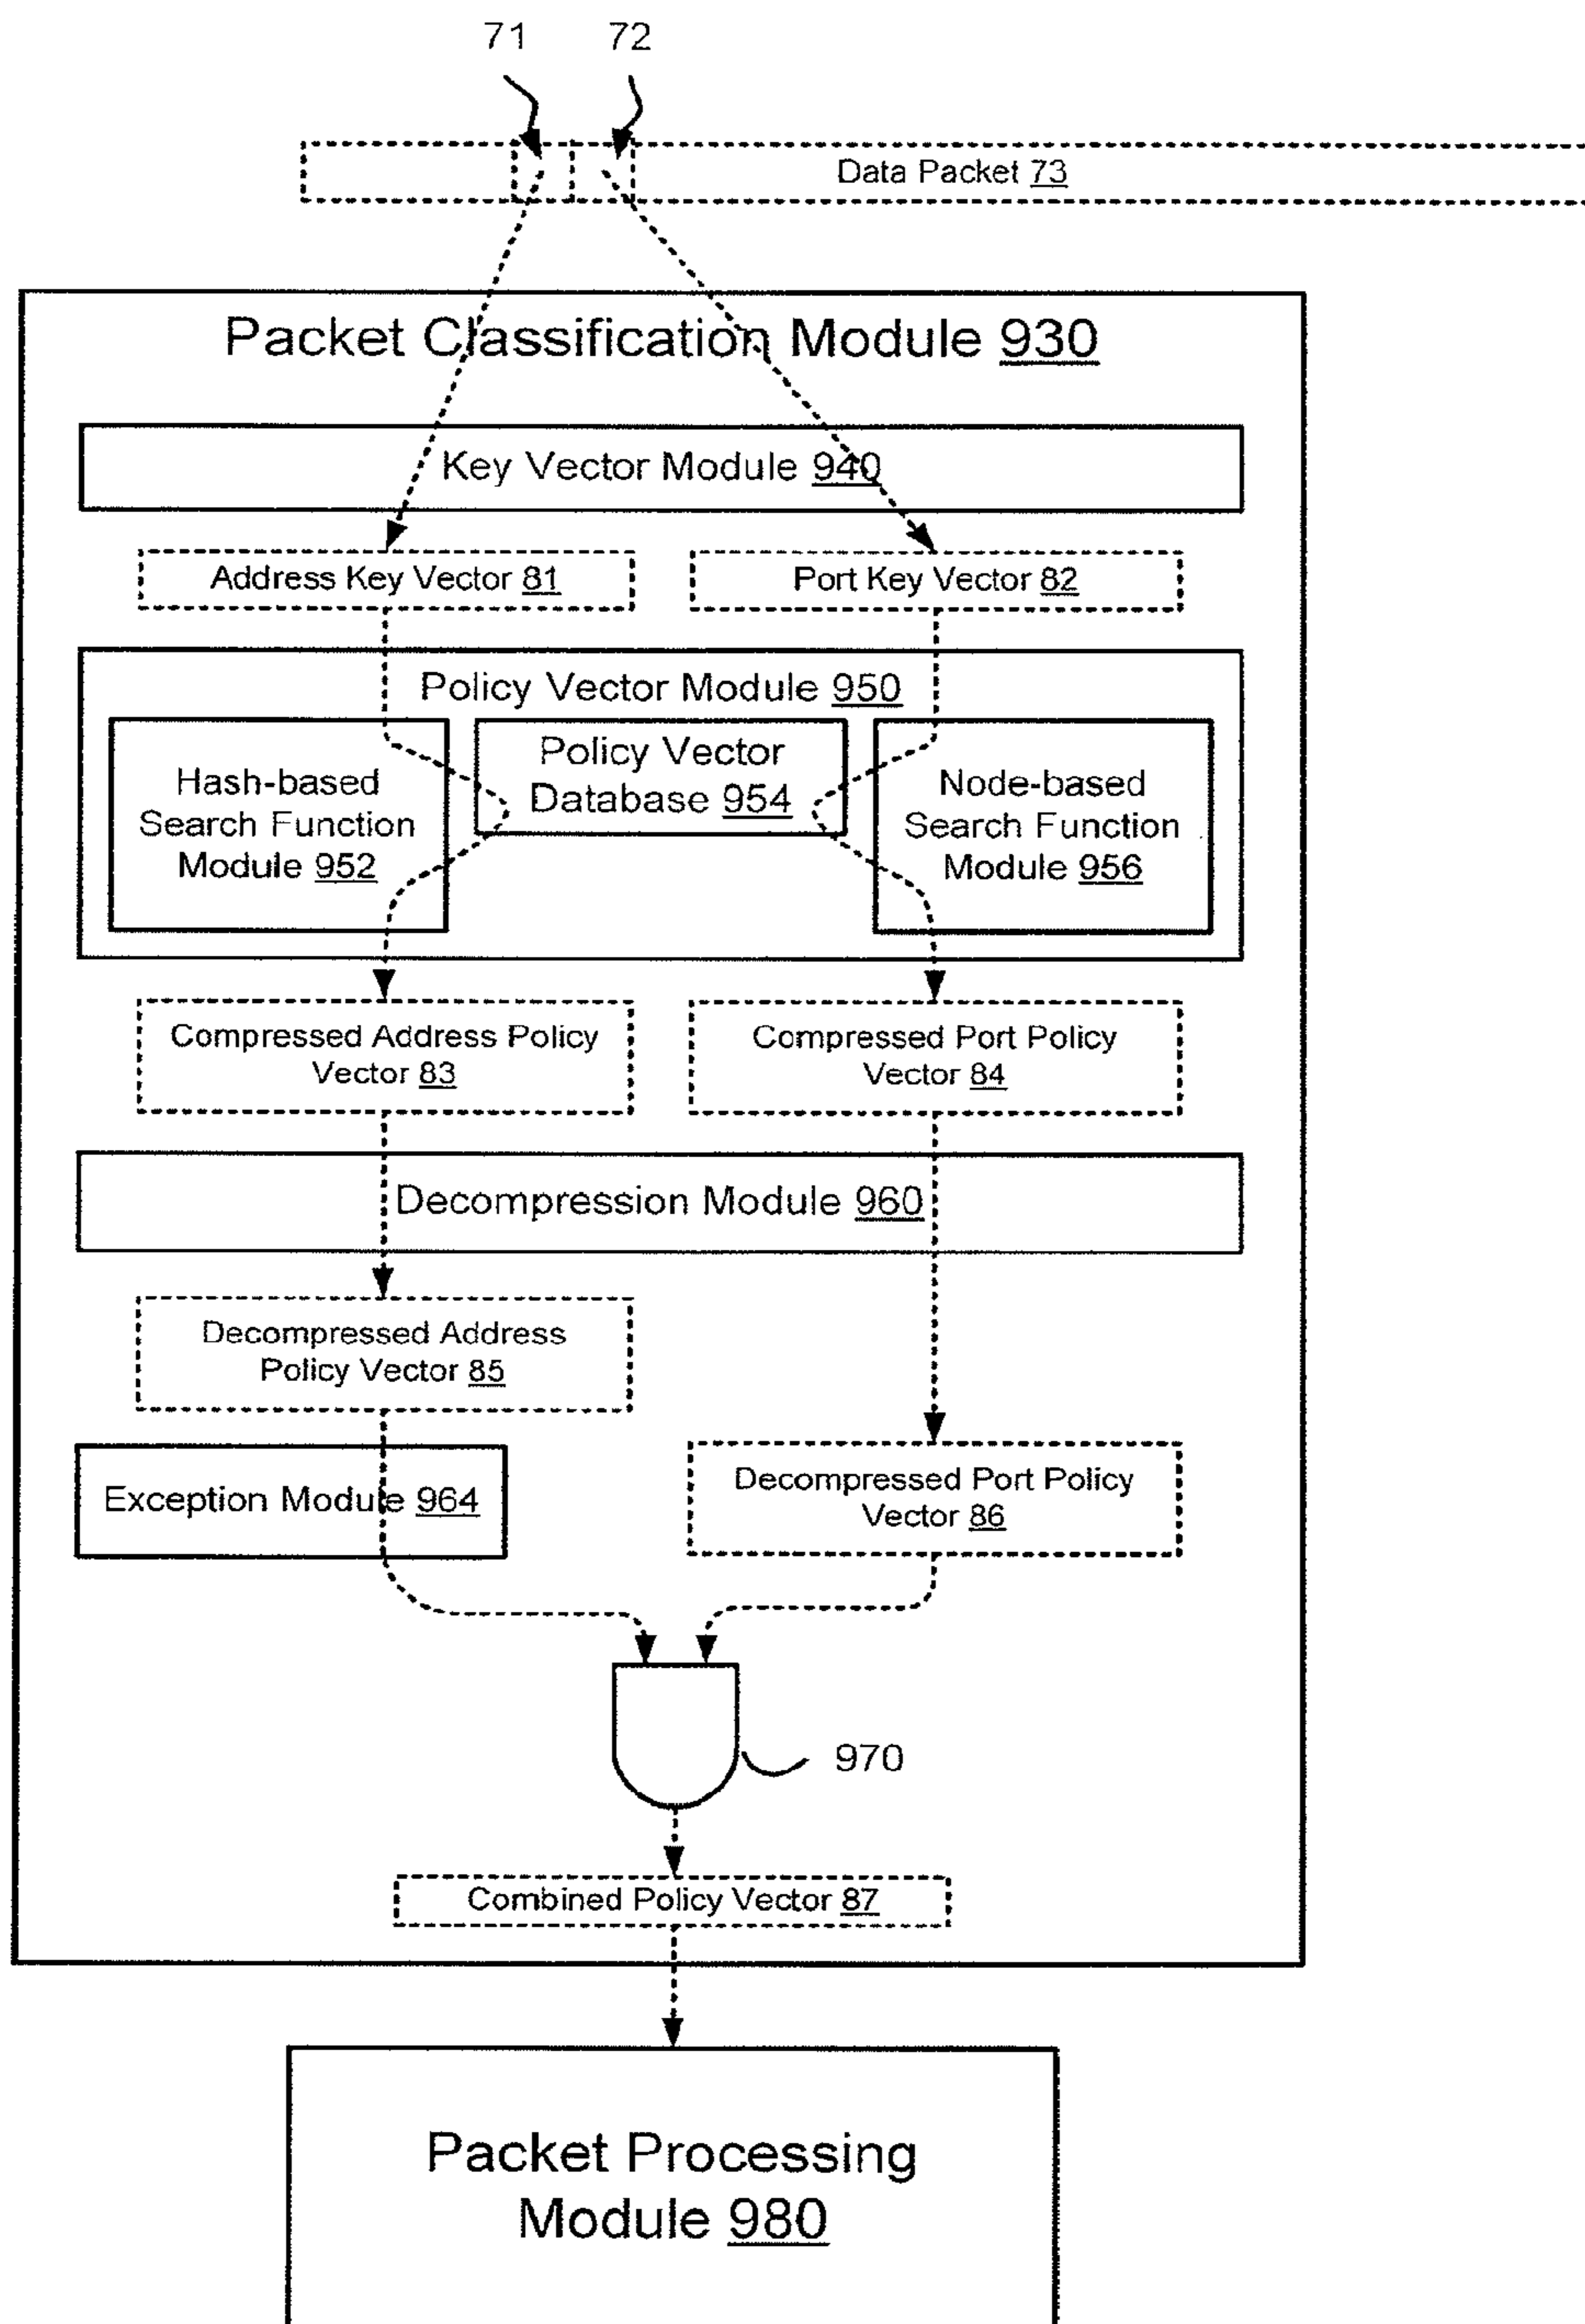 71 72
Data Packet 73
Packet Classification Module 930
Key Vector Module 940
Address Key Vector 81
Port Key Vector 82
Policy Vector Module 950
Hash-based
Search Function
Module 952
Policy Vector
Database 954
Node-based
Search Function
Module 956
Compressed Address Policy
Vector 83
Compressed Port Policy
Vector 84
Decompression Module 960
Decompressed Address
Policy Vector 85
Exception Module 964
Decompressed Port Policy
Vector 86
970
Combined Policy Vector 87
Packet Processing
Module 980